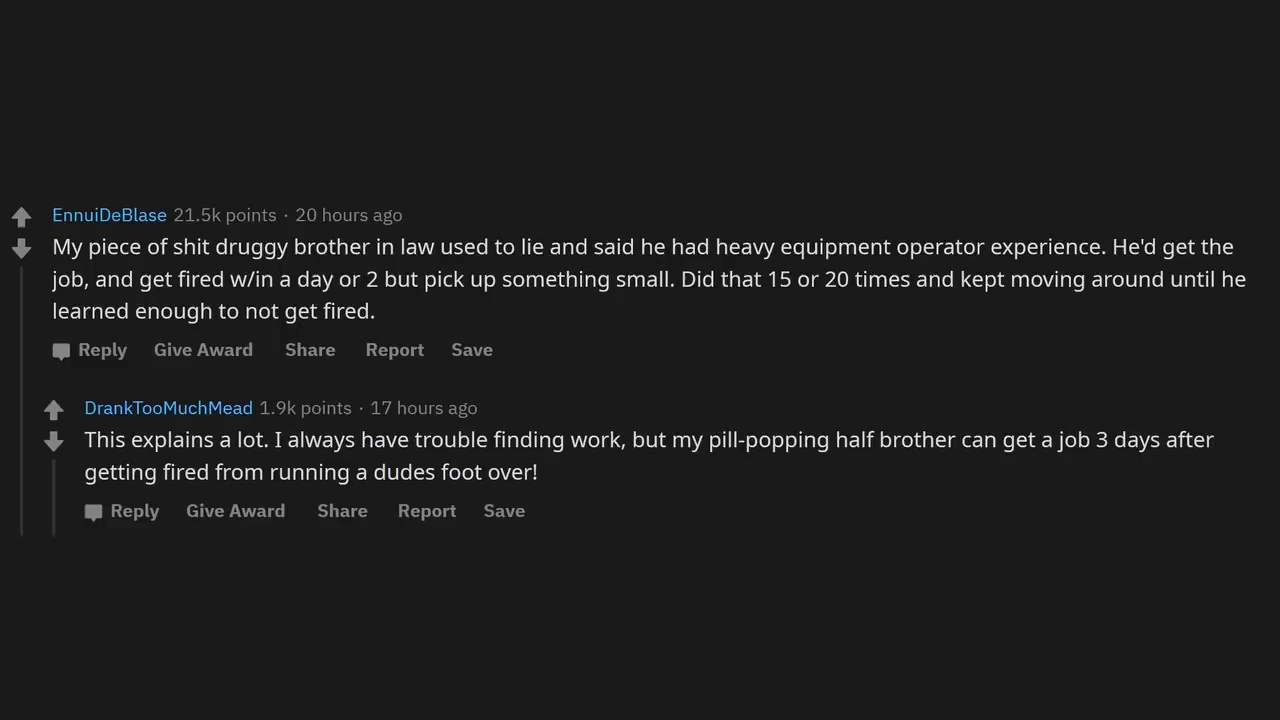 EnnuiDeBlase 21.5k points · 20 hours ago
My piece of shit druggy brother in law used to lie and said he had heavy equipment operator experience. He'd get the
job, and get fired w/in a day or 2 but pick up something small. Did that 15 or 20 times and kept moving around until he
learned enough to not get fired.
Reply Give Award Share Report Save
DrankTooMuchMead 1.9k points · 17 hours ago
This explains a lot. I always have trouble finding work, but my pill-popping half brother can get a job 3 days after
getting fired from running a dudes foot over!
Reply Give Award Share Report Save